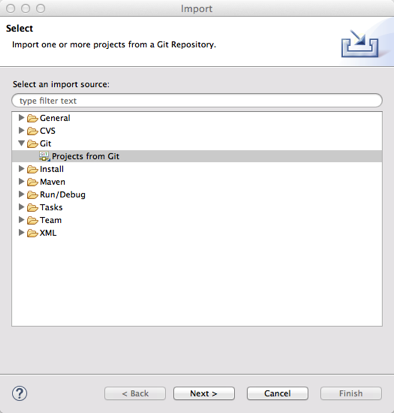 Import
Select
Import one or more projects from a Git Repository.
Select an import source:
type filter text
General
CVS
Git
Projects from Git
Install
Maven
Run/Debug
Tasks
Team
XML
? < Back Next > Cancel Finish